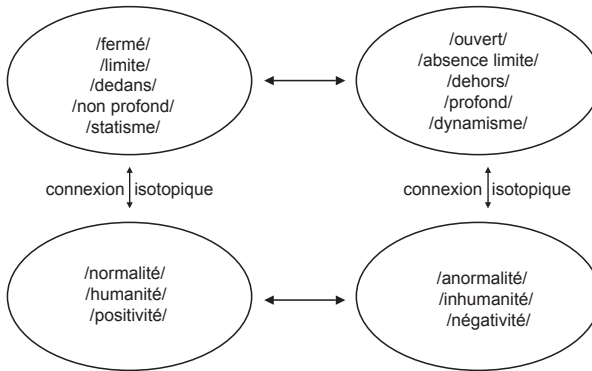 /fermé/
/limite/
/dedans/
/non profond/
/statisme/
/ouvert/
/absence limite/
/dehors/
/profond/
/dynamisme/
connexion isotopique
connexion isotopique
/normalité/
/humanité/
/positivité/
/anormalité/
/inhumanité/
/négativité/